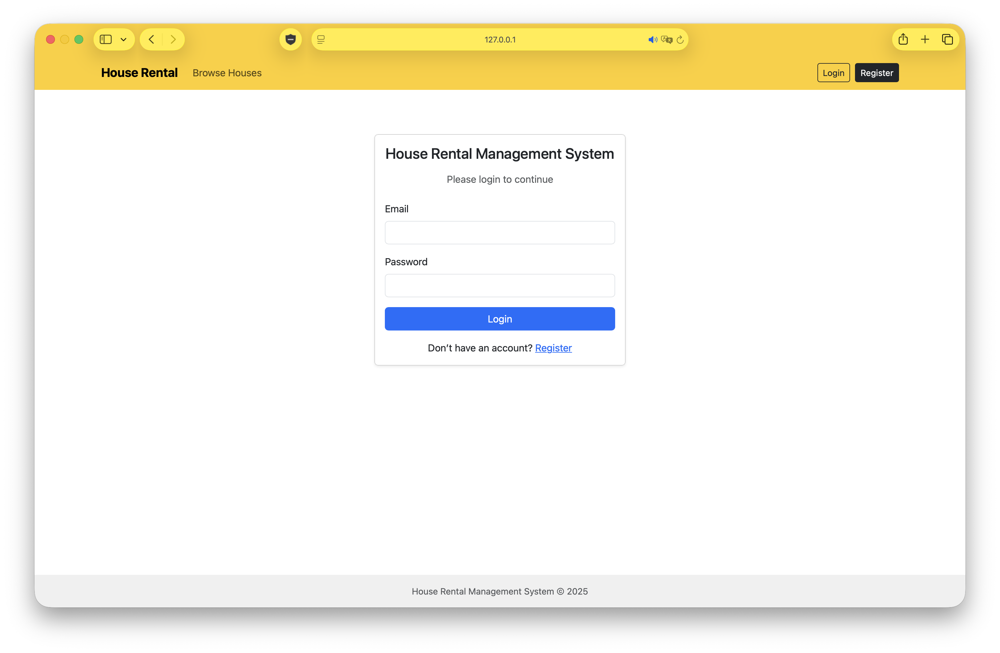 127.0.0.1
House Rental Browse Houses Login Register
House Rental Management System
Please login to continue
Email
Password
Login
Don't have an account? Register
House Rental Management System © 2025